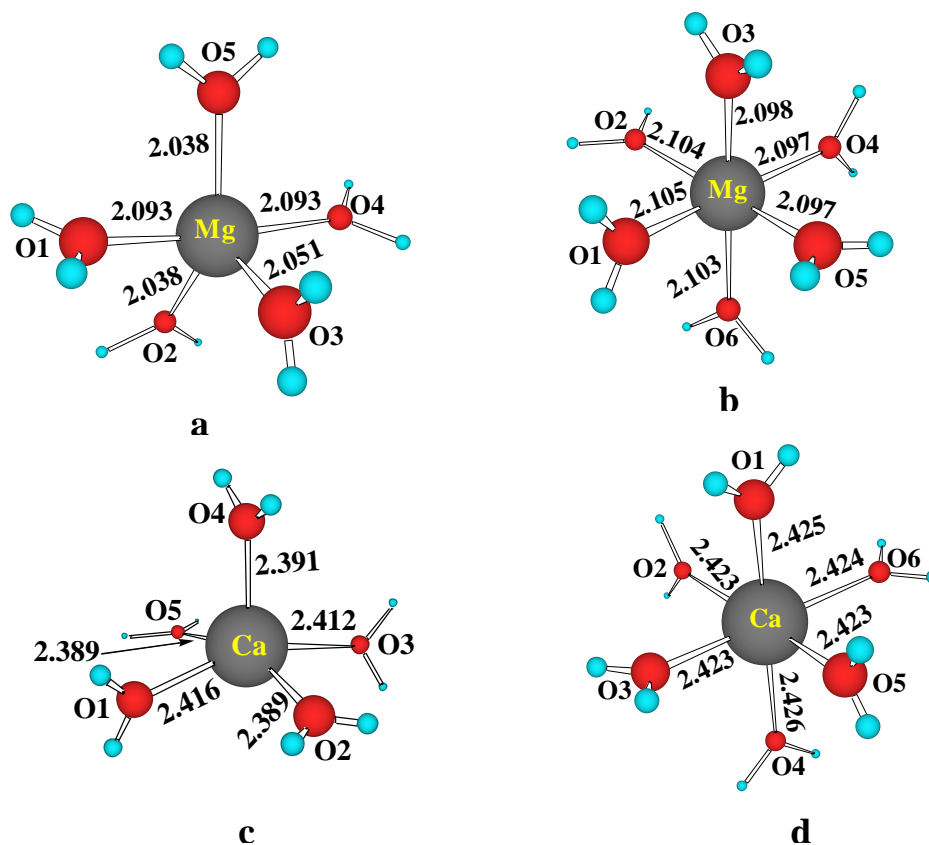 O5
2.038
2.093
2.093
O4
Mg
O1
2.038
2.051
O2
O3
a
O3
2.098
O2
2.104
2.097
O4
Mg
2.105
2.097
O1
O5
2.103
O6
b
O4
2.391
O5
2.412
2.389
Ca
O3
O1
2.416
2.389
O2
c
O1
2.425
O2
2.423
2.424
O6
Ca
2.423
O3
2.423
O5
2.426
O4
d